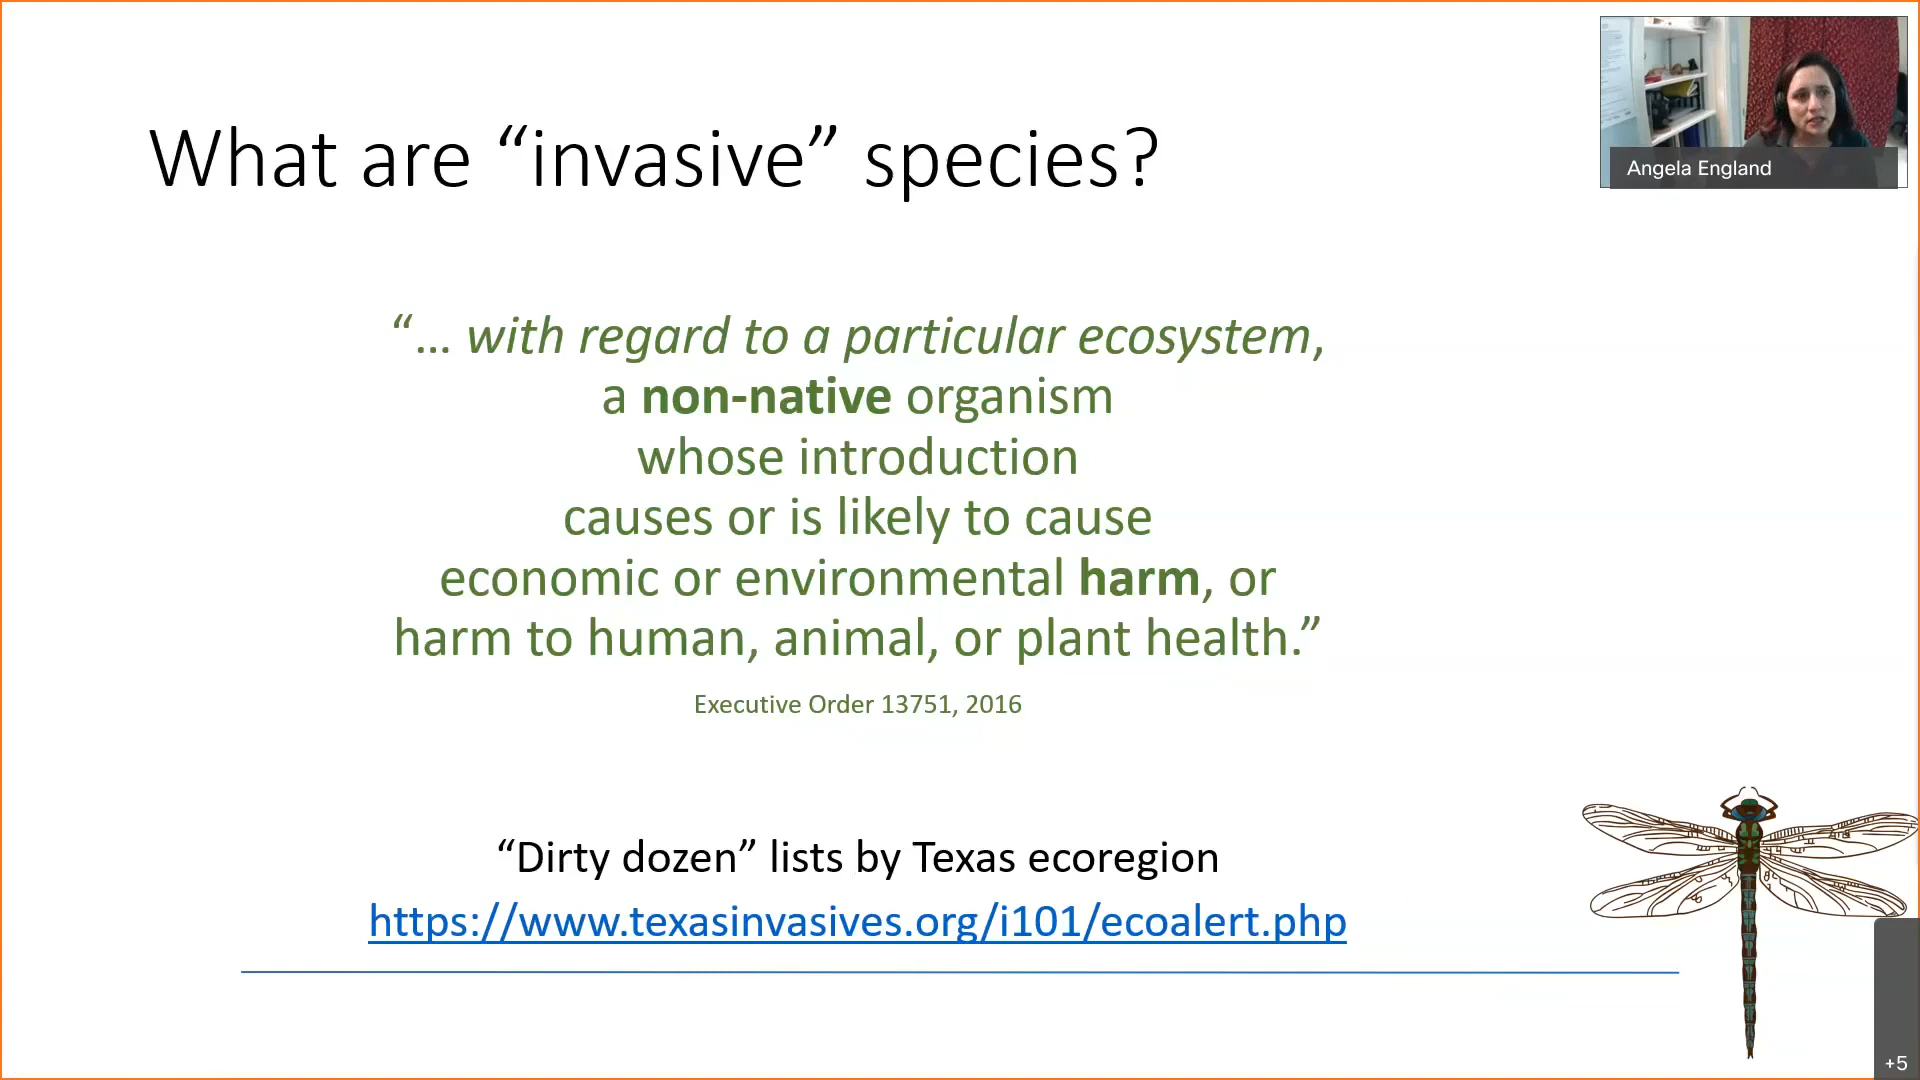 What are “invasive” species?
Angela England
“… with regard to a particular ecosystem,
a non-native organism
whose introduction
causes or is likely to cause
economic or environmental harm, or
harm to human, animal, or plant health.”
Executive Order 13751, 2016
“Dirty dozen” lists by Texas ecoregion
https://www.texasinvasives.org/i101/ecoalert.php
+5